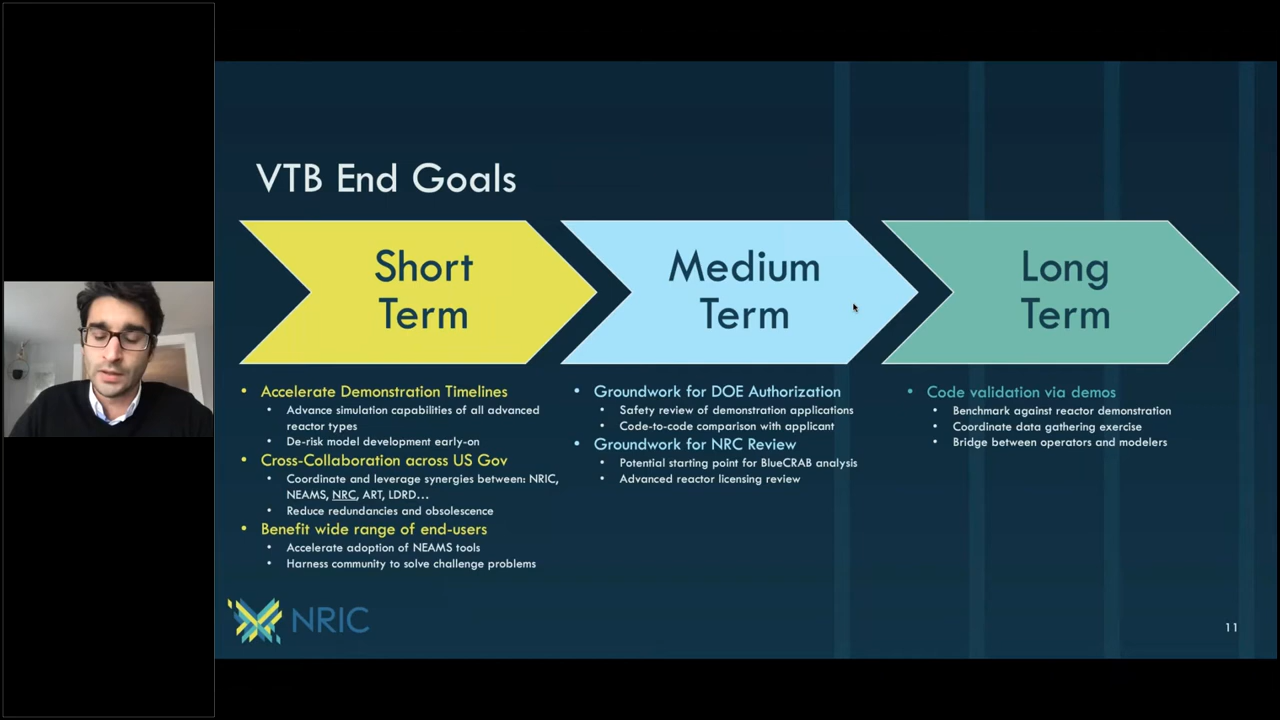 VTB End Goals
Short
Term
Medium
Term
Long
Term
• Accelerate Demonstration Timelines
• Advance simulation capabilities of all advanced
reactor types
• De-risk model development early-on
• Cross-Collaboration across US Gov
• Coordinate and leverage synergies between: NRIC,
NEAMS, NRC, ART, LDRD...
• Reduce redundancies and obsolescence
• Benefit wide range of end-users
• Accelerate adoption of NEAMS tools
• Harness community to solve challenge problems
• Groundwork for DOE Authorization
• Safety review of demonstration applications
• Code-to-code comparison with applicant
• Groundwork for NRC Review
• Potential starting point for BlueCRAB analysis
• Advanced reactor licensing review
• Code validation via demos
• Benchmark against reactor demonstration
• Coordinate data gathering exercise
• Bridge between operators and modelers
NRIC
11